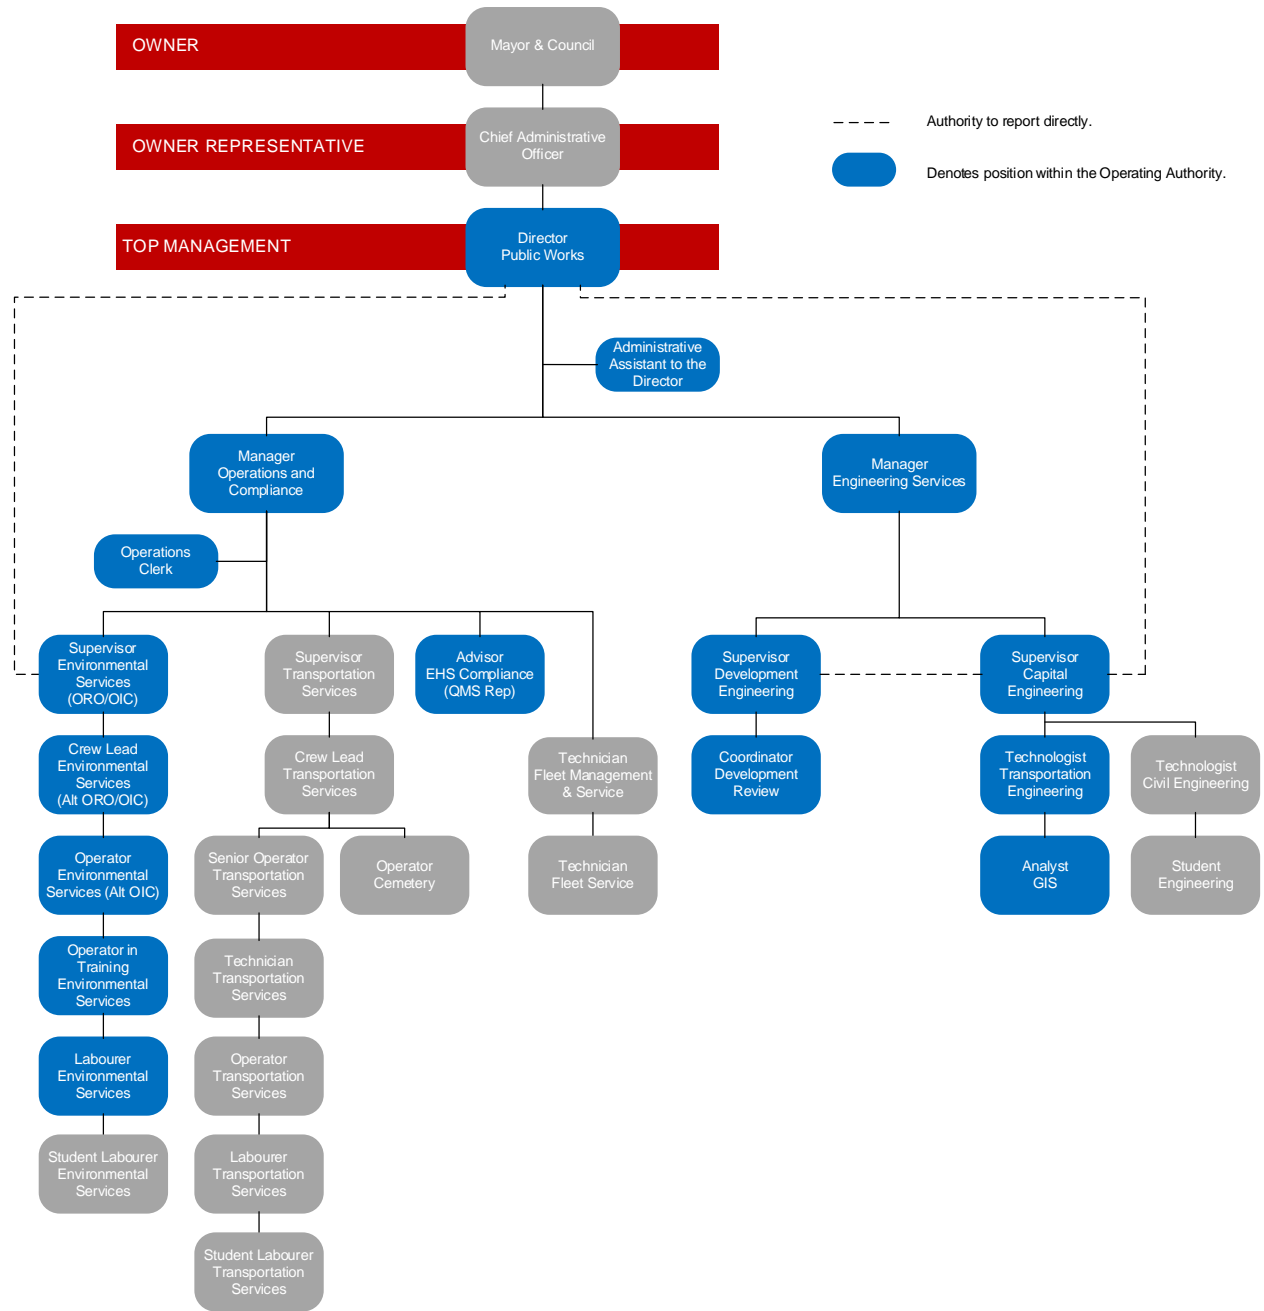 OWNER
Mayor & Council
OWNER REPRESENTATIVE
Chief Administrative
Officer
TOP MANAGEMENT
Director
Public Works
Authority to report directly.
Denotes position within the Operating Authority.
Administrative
Assistant to the
Director
Manager
Operations and
Compliance
Manager
Engineering Services
Operations
Clerk
Supervisor
Environmental
Services
(ORO/OIC)
Supervisor
Transportation
Services
Advisor
EHS Compliance
(QMS Rep)
Supervisor
Development
Engineering
Supervisor
Capital
Engineering
Crew Lead
Environmental
Services
(Alt ORO/OIC)
Crew Lead
Transportation
Services
Technician
Fleet Management
& Service
Coordinator
Development
Review
Technologist
Transportation
Engineering
Technologist
Civil Engineering
Operator
Environmental
Services (Alt OIC)
Senior Operator
Transportation
Services
Operator
Cemetery
Technician
Fleet Service
Analyst
GIS
Student
Engineering
Operator in
Training
Environmental
Services
Technician
Transportation
Services
Labourer
Environmental
Services
Operator
Transportation
Services
Student Labourer
Environmental
Services
Labourer
Transportation
Services
Student Labourer
Transportation
Services